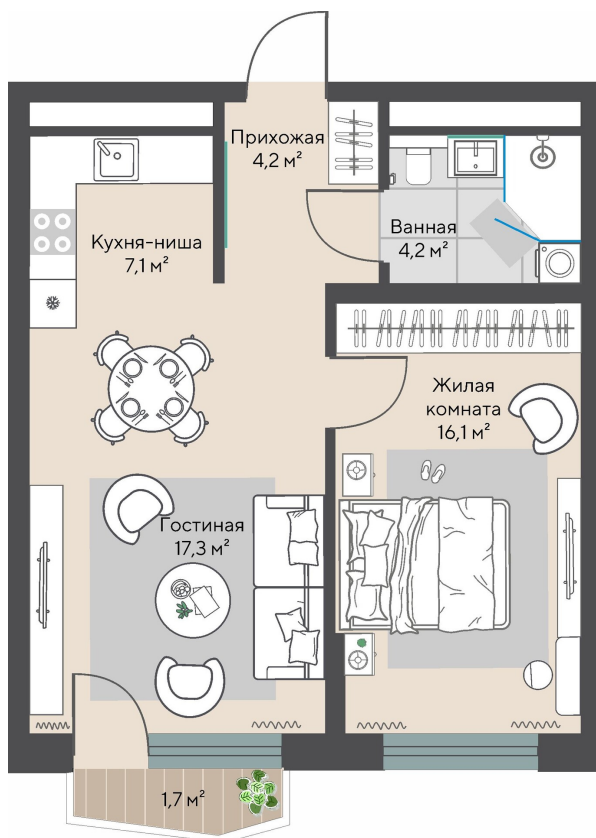 Прихожая
4,2 м²
Ванная
4,2 м²
Кухня-ниша
7,1 м²
Жилая
комната
16,1 м²
Гостиная
17,3 м²
1,7 м²